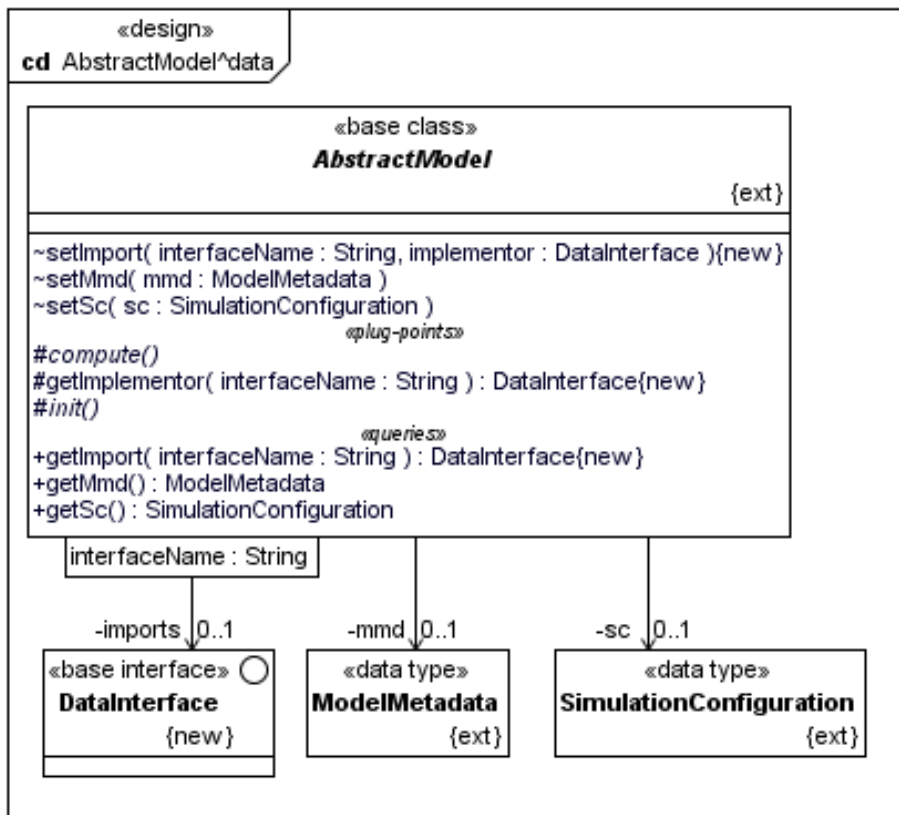 «design»
cd AbstractModel^data
«base class»
AbstractModel
{ext}
~setImport( interfaceName : String, implementor : DataInterface ){new}
~setMmd( mmd : ModelMetadata )
~setSc( sc : SimulationConfiguration )
«plug-points»
#compute()
#getImplementor( interfaceName : String ) : DataInterface{new}
#init()
«queries»
+getImport( interfaceName : String ) : DataInterface{new}
+getMmd() : ModelMetadata
+getSc() : SimulationConfiguration
interfaceName : String
-imports 0..1 -mmd 0..1 -sc 0..1
«base interface» «data type» «data type»
DataInterface ModelMetadata SimulationConfiguration
{new} {ext} {ext}